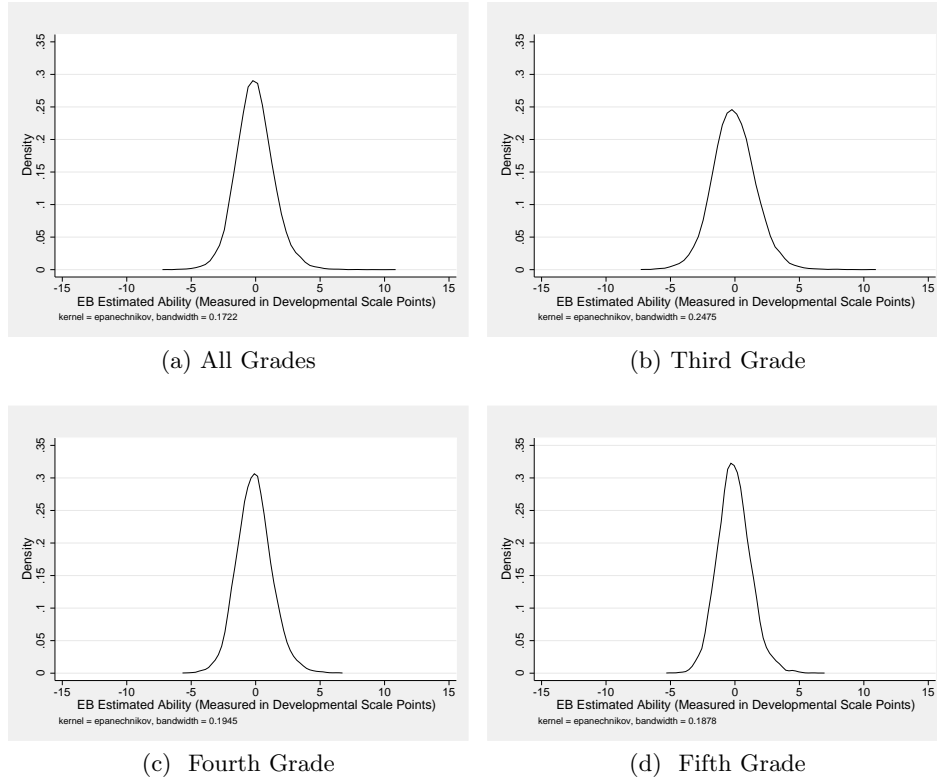 .35
.3
.25
.2
.15
.1
.05
0
Density
-15 -10 -5 0 5 10 15
EB Estimated Ability (Measured in Developmental Scale Points)
kernel = epanechnikov, bandwidth = 0.1722
(a) All Grades
.35
.3
.25
.2
.15
.1
.05
0
Density
-15 -10 -5 0 5 10 15
EB Estimated Ability (Measured in Developmental Scale Points)
kernel = epanechnikov, bandwidth = 0.2475
(b) Third Grade
.35
.3
.25
.2
.15
.1
.05
0
Density
-15 -10 -5 0 5 10 15
EB Estimated Ability (Measured in Developmental Scale Points)
kernel = epanechnikov, bandwidth = 0.1945
(c) Fourth Grade
.35
.3
.25
.2
.15
.1
.05
0
Density
-15 -10 -5 0 5 10 15
EB Estimated Ability (Measured in Developmental Scale Points)
kernel = epanechnikov, bandwidth = 0.1878
(d) Fifth Grade